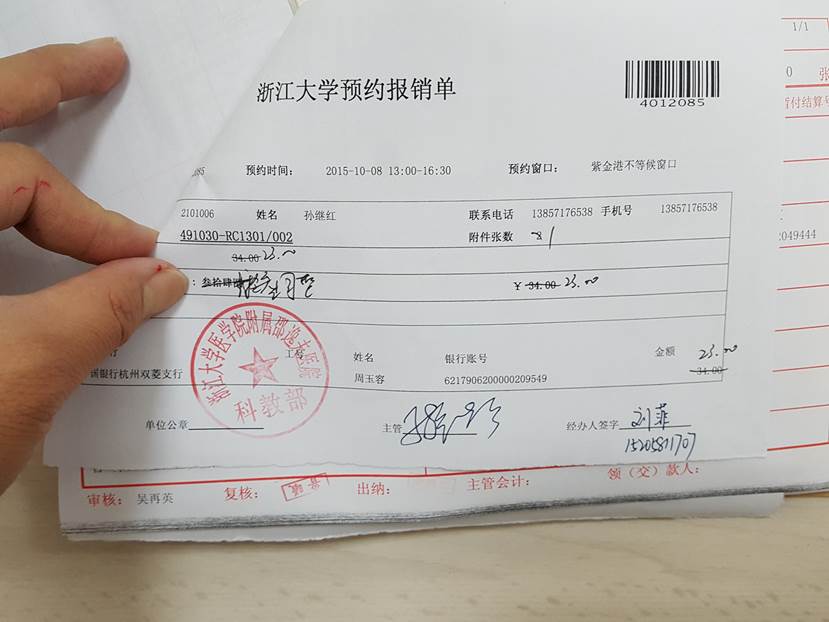 1/1
浙江大学预约报销单
4012085
0 张
暂付结算单
085 预约时间: 2015-10-08 13:00-16:30 预约窗口: 紫金港不等候窗口
2101006 姓名 孙继红 联系电话 13857176538 手机号 13857176538
491030-RC1301/002 附件张数 1
2049444
34.00 23.00
: 叁拾肆 ¥ 34.00 23.00
浙江大学医学院附属邵逸夫医院
科教部
行 工号 姓名 银行账号 金额 23.00
国银行杭州双菱支行 周玉容 6217906200000209549 34.00
单位公章 主管 经办人签字 刘菲
15205811707
审核: 吴再英 复核: 出纳: 主管会计: 领(交)款人: